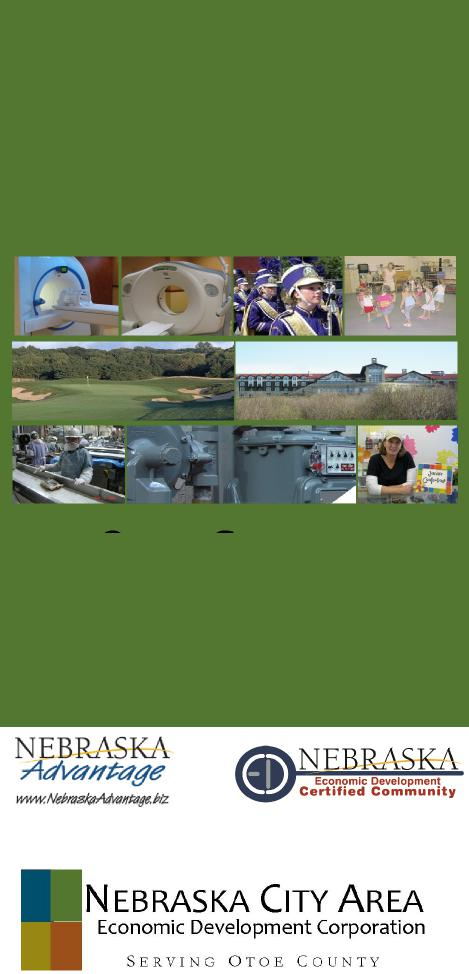 NEBRASKA
Advantage
www.NebraskaAdvantage.biz
NEBRASKA
Economic Development
Certified Community
NEBRASKA CITY AREA
Economic Development Corporation
SERVING OTOE COUNTY